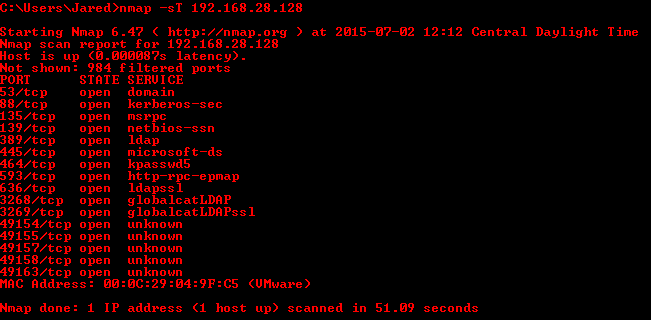 C:\Users\Jared>nmap -sT 192.168.28.128
Starting Nmap 6.47 ( http://nmap.org ) at 2015-07-02 12:12 Central Daylight Time
Nmap scan report for 192.168.28.128
Host is up (0.000087s latency).
Not shown: 984 filtered ports
PORT      STATE SERVICE
53/tcp    open  domain
88/tcp    open  kerberos-sec
135/tcp   open  msrpc
139/tcp   open  netbios-ssn
389/tcp   open  ldap
445/tcp   open  microsoft-ds
464/tcp   open  kpasswd5
593/tcp   open  http-rpc-epmap
636/tcp   open  ldapssl
3268/tcp  open  globalcatLDAP
3269/tcp  open  globalcatLDAPssl
49154/tcp open  unknown
49155/tcp open  unknown
49157/tcp open  unknown
49158/tcp open  unknown
49163/tcp open  unknown
MAC Address: 00:0C:29:04:9F:C5 (VMware)
Nmap done: 1 IP address (1 host up) scanned in 51.09 seconds